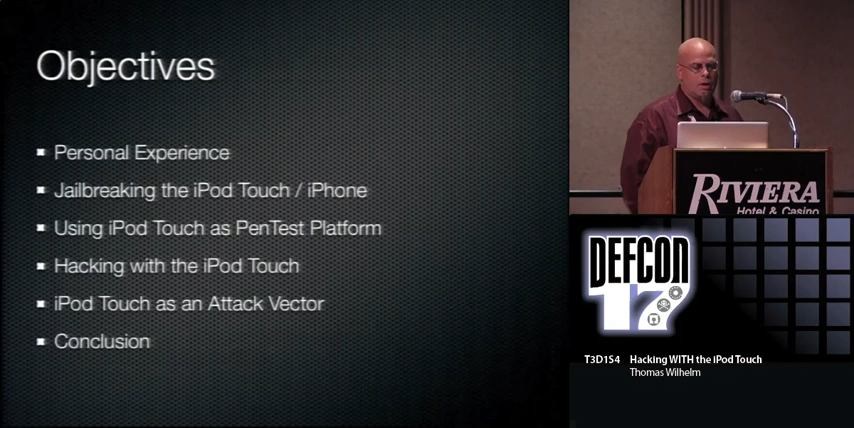 Objectives
Personal Experience
Jailbreaking the iPod Touch / iPhone
Using iPod Touch as PenTest Platform
Hacking with the iPod Touch
iPod Touch as an Attack Vector
Conclusion
RIVIERA
Hotel & Casino
DEFCON
17
T3D1S4 Hacking WITH the iPod Touch
Thomas Wilhelm